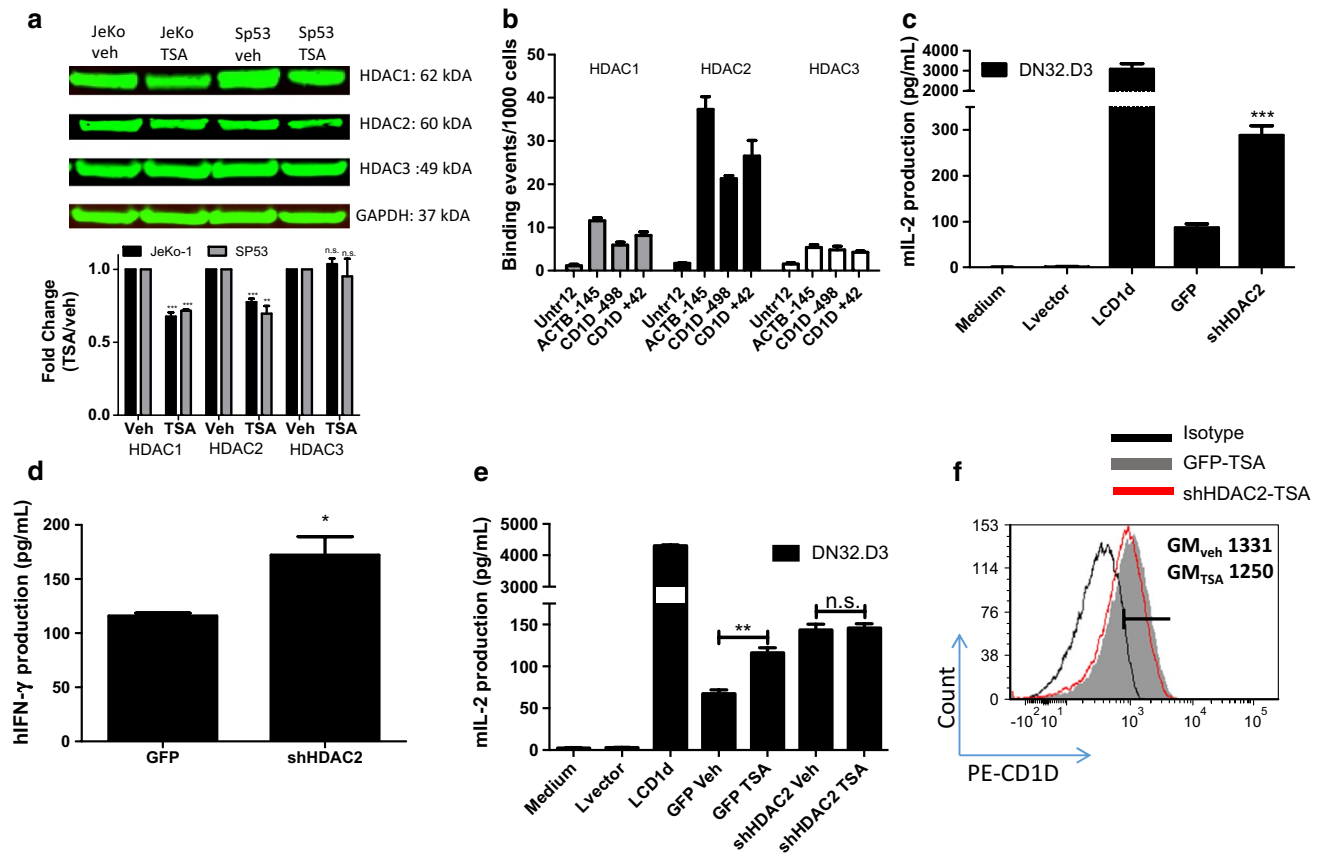 a
JeKo veh
JeKo TSA
Sp53 veh
Sp53 TSA
HDAC1: 62 kDA
HDAC2: 60 kDA
HDAC3 :49 kDA
GAPDH: 37 kDA
JeKo-1
SP53
Fold Change
(TSA/veh)
1.0
0.5
0.0
***
***
***
**
n.s.
n.s.
Veh TSA Veh TSA Veh TSA
HDAC1 HDAC2 HDAC3
b
Binding events/1000 cells
50
40
30
20
10
0
HDAC1
HDAC2
HDAC3
Untr12
ACTB -145
CD1D -498
CD1D +42
Untr12
ACTB -145
CD1D -498
CD1D +42
Untr12
ACTB -145
CD1D -498
CD1D +42
c
mIL-2 production (pg/mL)
4000
3000
2000
300
200
100
0
DN32.D3
***
Medium
Lvector
LCD1d
GFP
shHDAC2
d
hIFN-γ production (pg/mL)
200
150
100
50
0
*
GFP
shHDAC2
e
mIL-2 production (pg/mL)
5000
4000
3000
150
100
50
0
DN32.D3
**
n.s.
Medium
Lvector
LCD1d
GFP Veh
GFP TSA
shHDAC2 Veh
shHDAC2 TSA
f
Isotype
GFP-TSA
shHDAC2-TSA
153
114
76
38
0
GMveh 1331
GMTSA 1250
-10² 10¹ 10³ 10⁴ 10⁵
Count
PE-CD1D